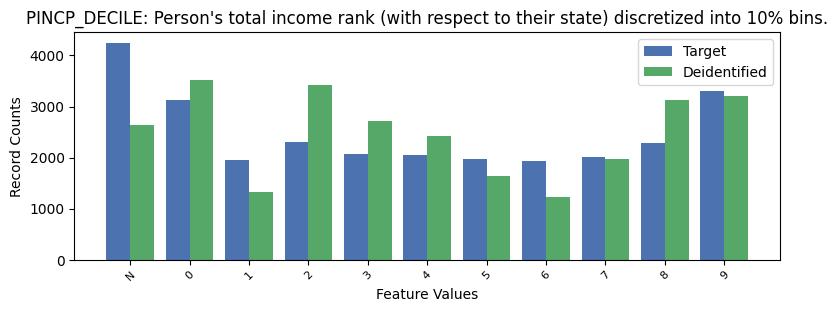 PINCP_DECILE: Person's total income rank (with respect to their state) discretized into 10% bins.
Target
Deidentified
Record Counts
4000
3000
2000
1000
0
N 0 1 2 3 4 5 6 7 8 9
Feature Values